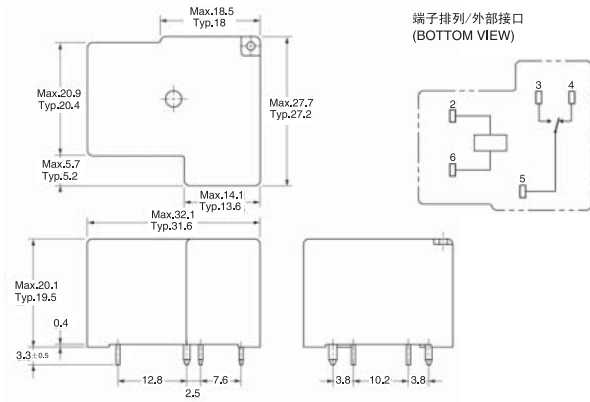 Max.18.5
Typ.18
端子排列/外部接口
(BOTTOM VIEW)
Max.20.9
Typ.20.4
Max.27.7
Typ.27.2
3
4
2
6
5
Max.5.7
Typ.5.2
Max.14.1
Typ.13.6
Max.32.1
Typ.31.6
Max.20.1
Typ.19.5
0.4
3.3±0.5
12.8
7.6
2.5
3.8
10.2
3.8